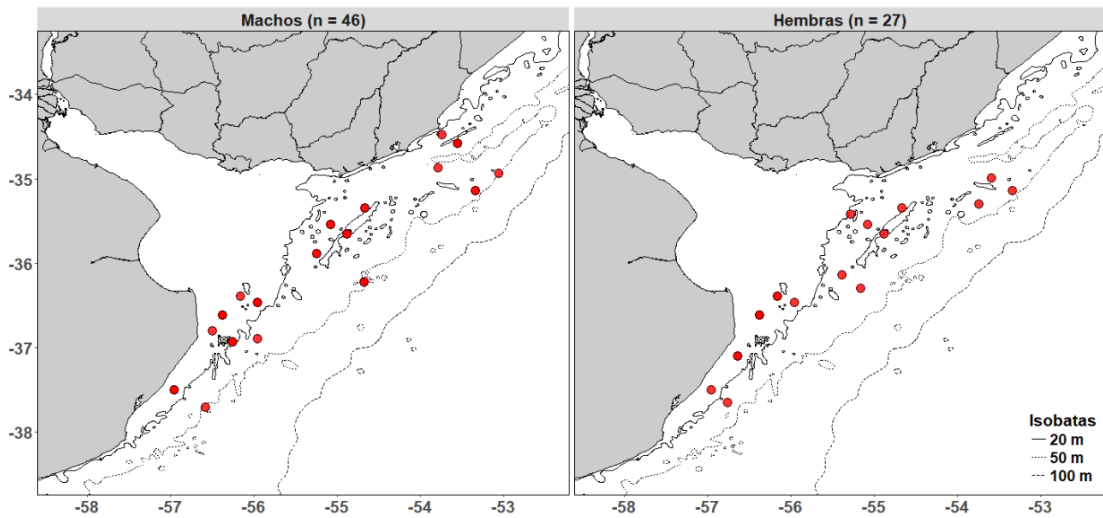 Machos (n = 46)
Hembras (n = 27)
-34
-35
-36
-37
-38
Isobatas
20 m
50 m
100 m
-58 -57 -56 -55 -54 -53
-58 -57 -56 -55 -54 -53